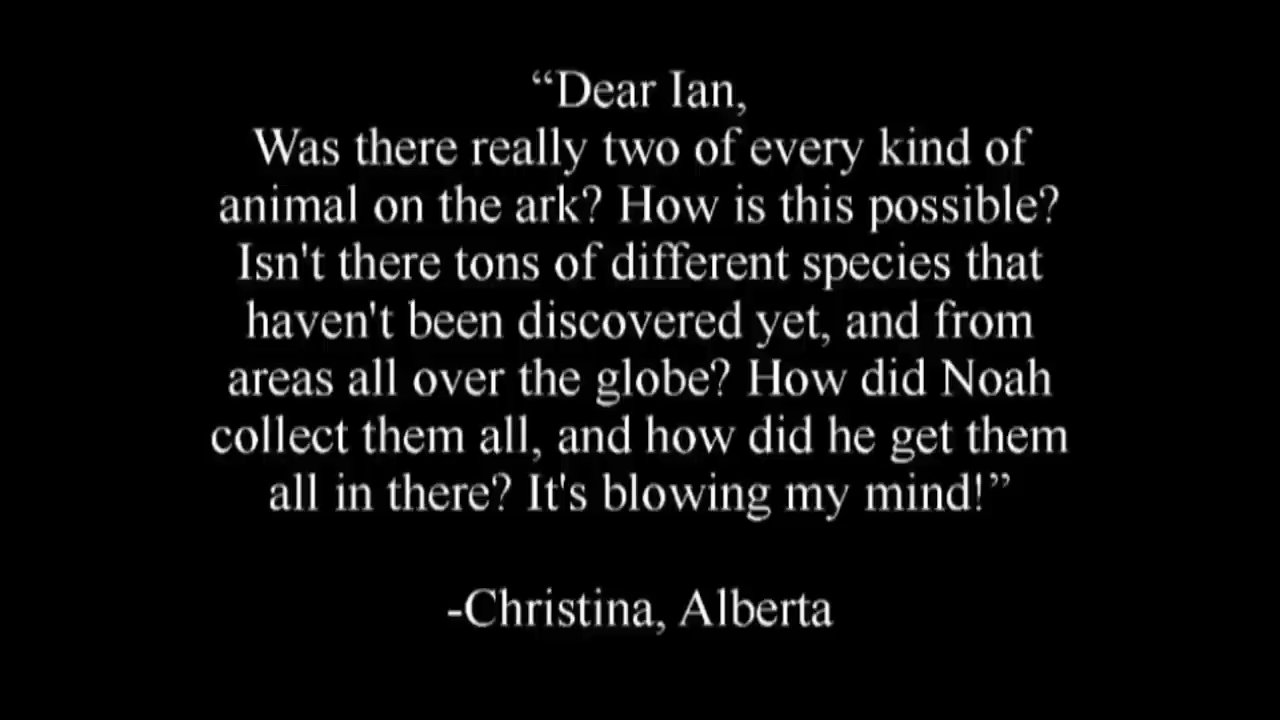 “Dear Ian,
Was there really two of every kind of
animal on the ark? How is this possible?
Isn't there tons of different species that
haven't been discovered yet, and from
areas all over the globe? How did Noah
collect them all, and how did he get them
all in there? It's blowing my mind!”
-Christina, Alberta